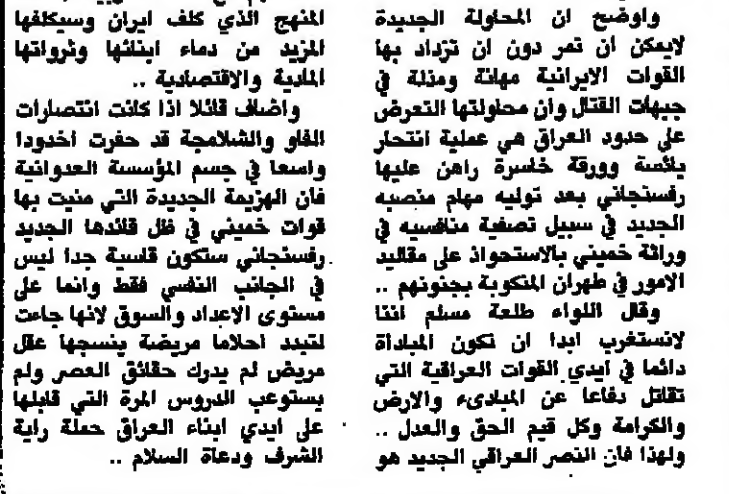 واوضح ان المحاولة الجديدة
لايمكن ان تمر دون ان تزداد بها
القوات الايرانية مهانة ومذلة في
جبهات القتال وان محاولتها التعرض
على حدود العراق هي عملية انتحار
يائسة وورقة خاسرة راهن عليها
رفسنجاني بعد توليه مهام منصبه
الجديد في سبيل تصفية منافسيه في
وراثة خميني بالاستحواذ على مقاليد
الامور في طهران المنكوبة بجنونهم ..
وقال اللواء طلعة مسلم اننا
لانستغرب ابدا ان تكون المباداة
دائما في ايدي القوات العراقية التي
تقاتل دفاعا عن المبادىء والارض
والكرامة وكل قيم الحق والعدل ..
ولهذا فان النصر العراقي الجديد هو
المنهج الذي كلف ايران وسيكلفها
المزيد من دماء ابنائها وثرواتها
المادية والاقتصادية ..
واضاف قائلا اذا كانت انتصارات
الفاو والشلامجة قد حفرت اخدودا
واسعا في جسم المؤسسة العدوانية
فأن الهزيمة الجديدة التي منيت بها
قوات خميني في ظل قائدها الجديد
رفسنجاني ستكون قاسية جدا ليس
في الجانب النفسي فقط وانما على
مستوى الاعداد والسوق لانها جاءت
لتبدد احلاما مريضة ينسجها عقل
مريض لم يدرك حقائق العصر ولم
يستوعب الدروس المرة التي قابلها
على ايدي ابناء العراق حملة راية
الشرف ودعاة السلام ..